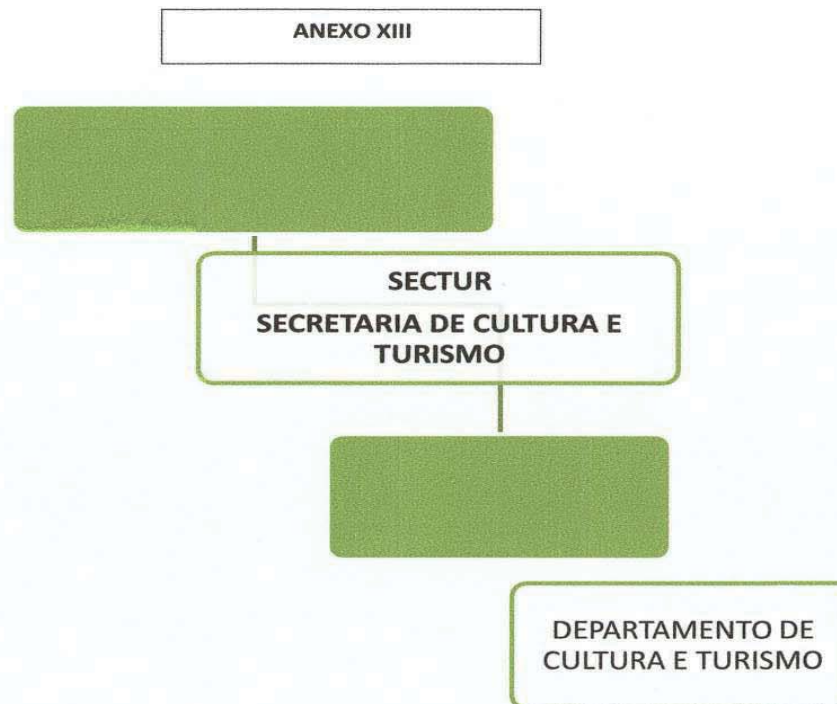 ANEXO XIII
SECTUR
SECRETARIA DE CULTURA E
TURISMO
DEPARTAMENTO DE
CULTURA E TURISMO